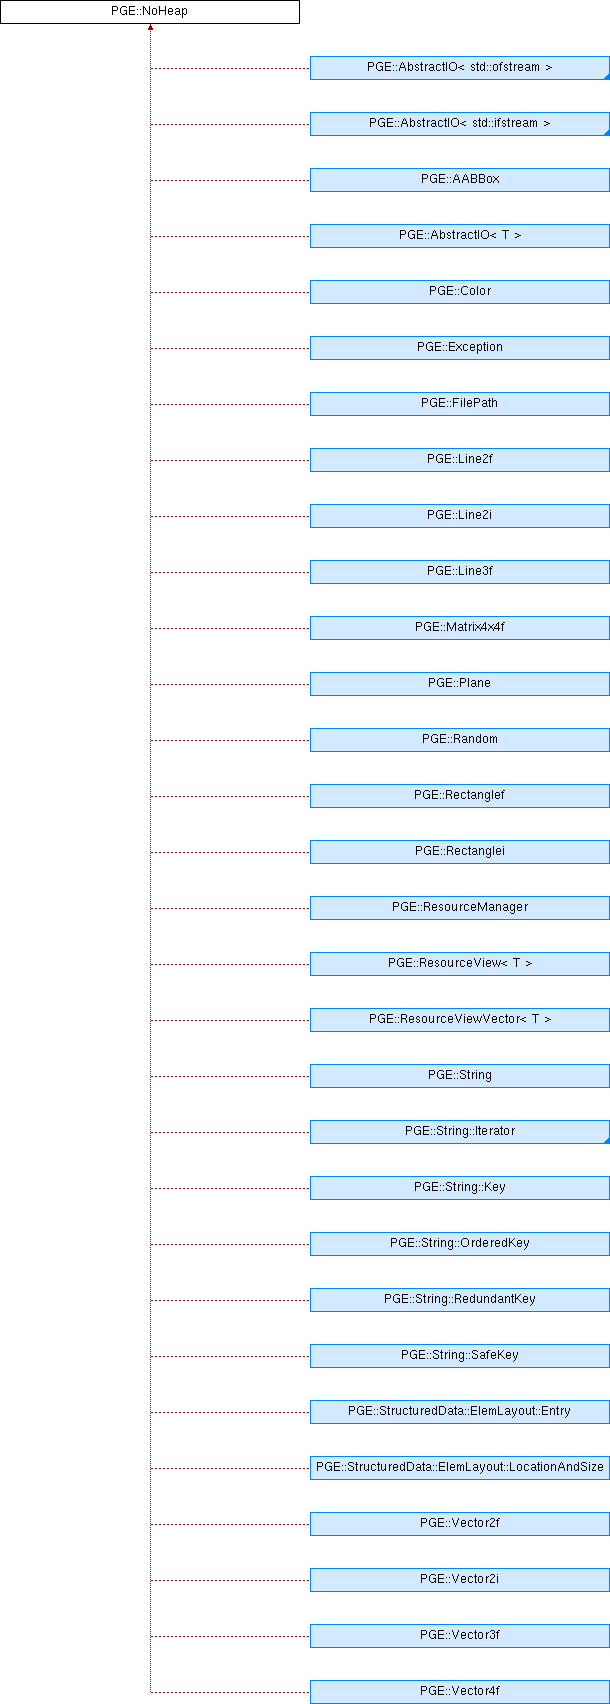 PGE::NoHeap
PGE::AbstractIO< std::ofstream >
PGE::AbstractIO< std::ifstream >
PGE::AABBox
PGE::AbstractIO< T >
PGE::Color
PGE::Exception
PGE::FilePath
PGE::Line2f
PGE::Line2i
PGE::Line3f
PGE::Matrix4x4f
PGE::Plane
PGE::Random
PGE::Rectanglef
PGE::Rectanglei
PGE::ResourceManager
PGE::ResourceView< T >
PGE::ResourceViewVector< T >
PGE::String
PGE::String::Iterator
PGE::String::Key
PGE::String::OrderedKey
PGE::String::RedundantKey
PGE::String::SafeKey
PGE::StructuredData::ElemLayout::Entry
PGE::StructuredData::ElemLayout::LocationAndSize
PGE::Vector2f
PGE::Vector2i
PGE::Vector3f
PGE::Vector4f